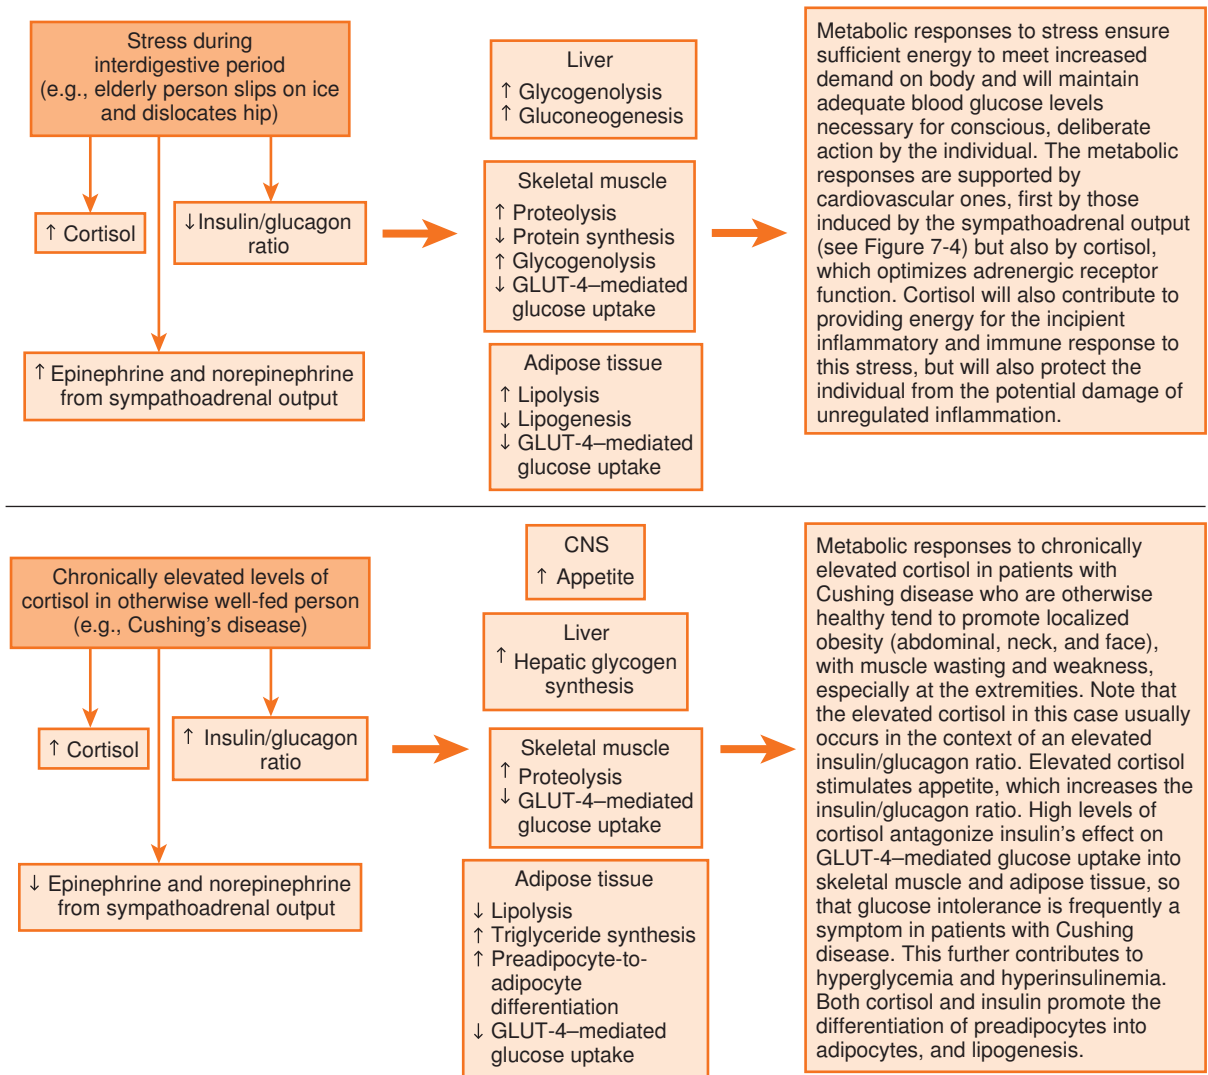 Stress during
interdigestive period
(e.g., elderly person slips on ice
and dislocates hip)
↑ Cortisol
↓ Insulin/glucagon
ratio
↑ Epinephrine and norepinephrine
from sympathoadrenal output
Liver
↑ Glycogenolysis
↑ Gluconeogenesis
Skeletal muscle
↑ Proteolysis
↓ Protein synthesis
↑ Glycogenolysis
↓ GLUT-4–mediated
glucose uptake
Adipose tissue
↑ Lipolysis
↓ Lipogenesis
↓ GLUT-4–mediated
glucose uptake
Metabolic responses to stress ensure
sufficient energy to meet increased
demand on body and will maintain
adequate blood glucose levels
necessary for conscious, deliberate
action by the individual. The metabolic
responses are supported by
cardiovascular ones, first by those
induced by the sympathoadrenal output
(see Figure 7-4) but also by cortisol,
which optimizes adrenergic receptor
function. Cortisol will also contribute to
providing energy for the incipient
inflammatory and immune response to
this stress, but will also protect the
individual from the potential damage of
unregulated inflammation.
Chronically elevated levels of
cortisol in otherwise well-fed person
(e.g., Cushing's disease)
↑ Cortisol
↑ Insulin/glucagon
ratio
↓ Epinephrine and norepinephrine
from sympathoadrenal output
CNS
↑ Appetite
Liver
↑ Hepatic glycogen
synthesis
Skeletal muscle
↑ Proteolysis
↓ GLUT-4–mediated
glucose uptake
Adipose tissue
↓ Lipolysis
↑ Triglyceride synthesis
↑ Preadipocyte-to-
adipocyte
differentiation
↓ GLUT-4–mediated
glucose uptake
Metabolic responses to chronically
elevated cortisol in patients with
Cushing disease who are otherwise
healthy tend to promote localized
obesity (abdominal, neck, and face),
with muscle wasting and weakness,
especially at the extremities. Note that
the elevated cortisol in this case usually
occurs in the context of an elevated
insulin/glucagon ratio. Elevated cortisol
stimulates appetite, which increases the
insulin/glucagon ratio. High levels of
cortisol antagonize insulin's effect on
GLUT-4–mediated glucose uptake into
skeletal muscle and adipose tissue, so
that glucose intolerance is frequently a
symptom in patients with Cushing
disease. This further contributes to
hyperglycemia and hyperinsulinemia.
Both cortisol and insulin promote the
differentiation of preadipocytes into
adipocytes, and lipogenesis.